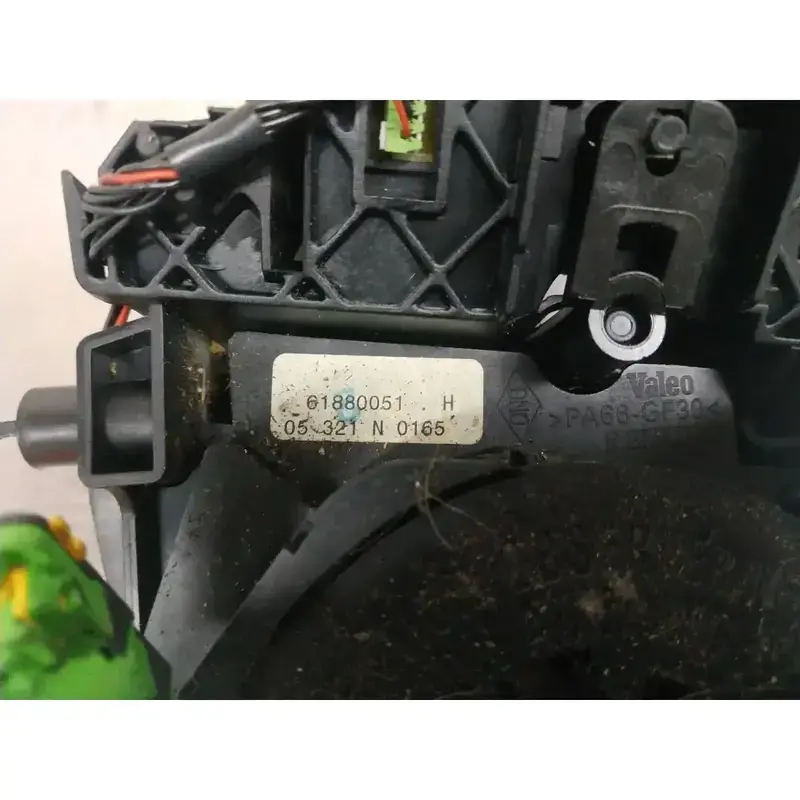 61880051 H
05 321 N 0165
Valeo
>PA66-GF30<